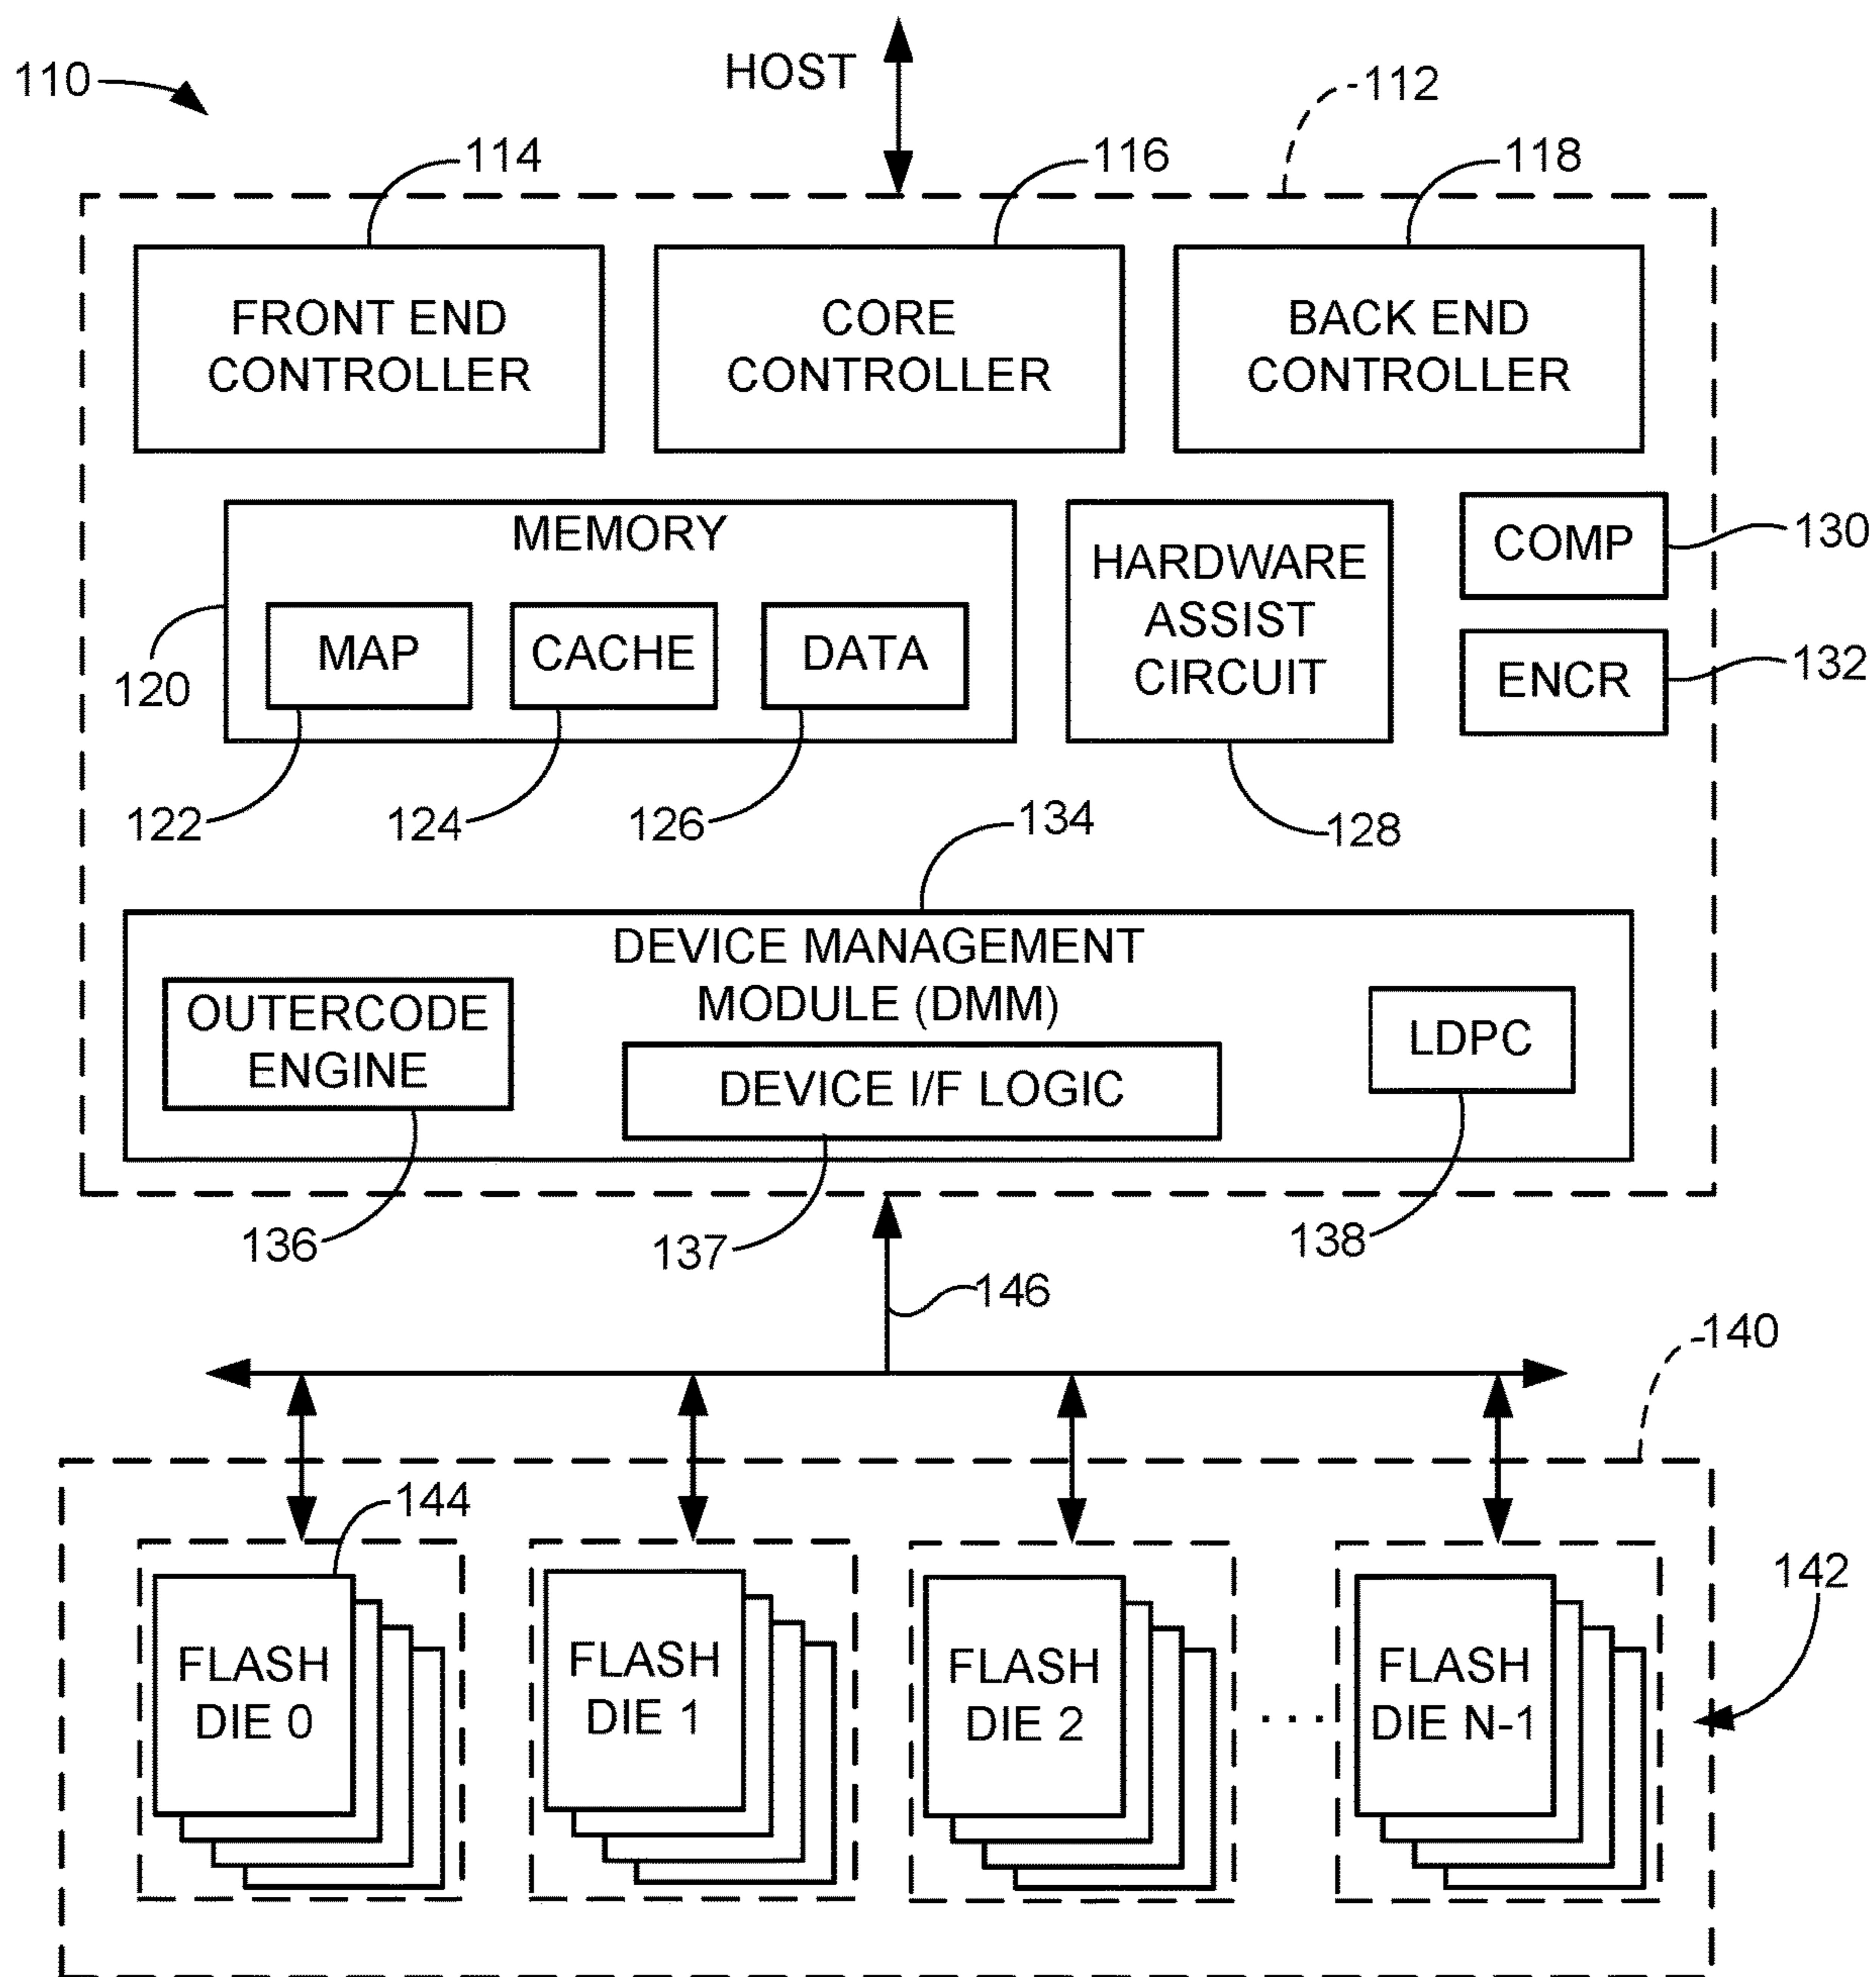 HOST
110
112
114
116
118
FRONT END
CONTROLLER
CORE
CONTROLLER
BACK END
CONTROLLER
MEMORY
MAP
CACHE
DATA
HARDWARE
ASSIST
CIRCUIT
COMP
130
ENCR
132
120
122
124
126
128
134
DEVICE MANAGEMENT
MODULE (DMM)
OUTERCODE
ENGINE
DEVICE I/F LOGIC
LDPC
136
137
138
146
140
144
142
FLASH
DIE 0
FLASH
DIE 1
FLASH
DIE 2
...
FLASH
DIE N-1